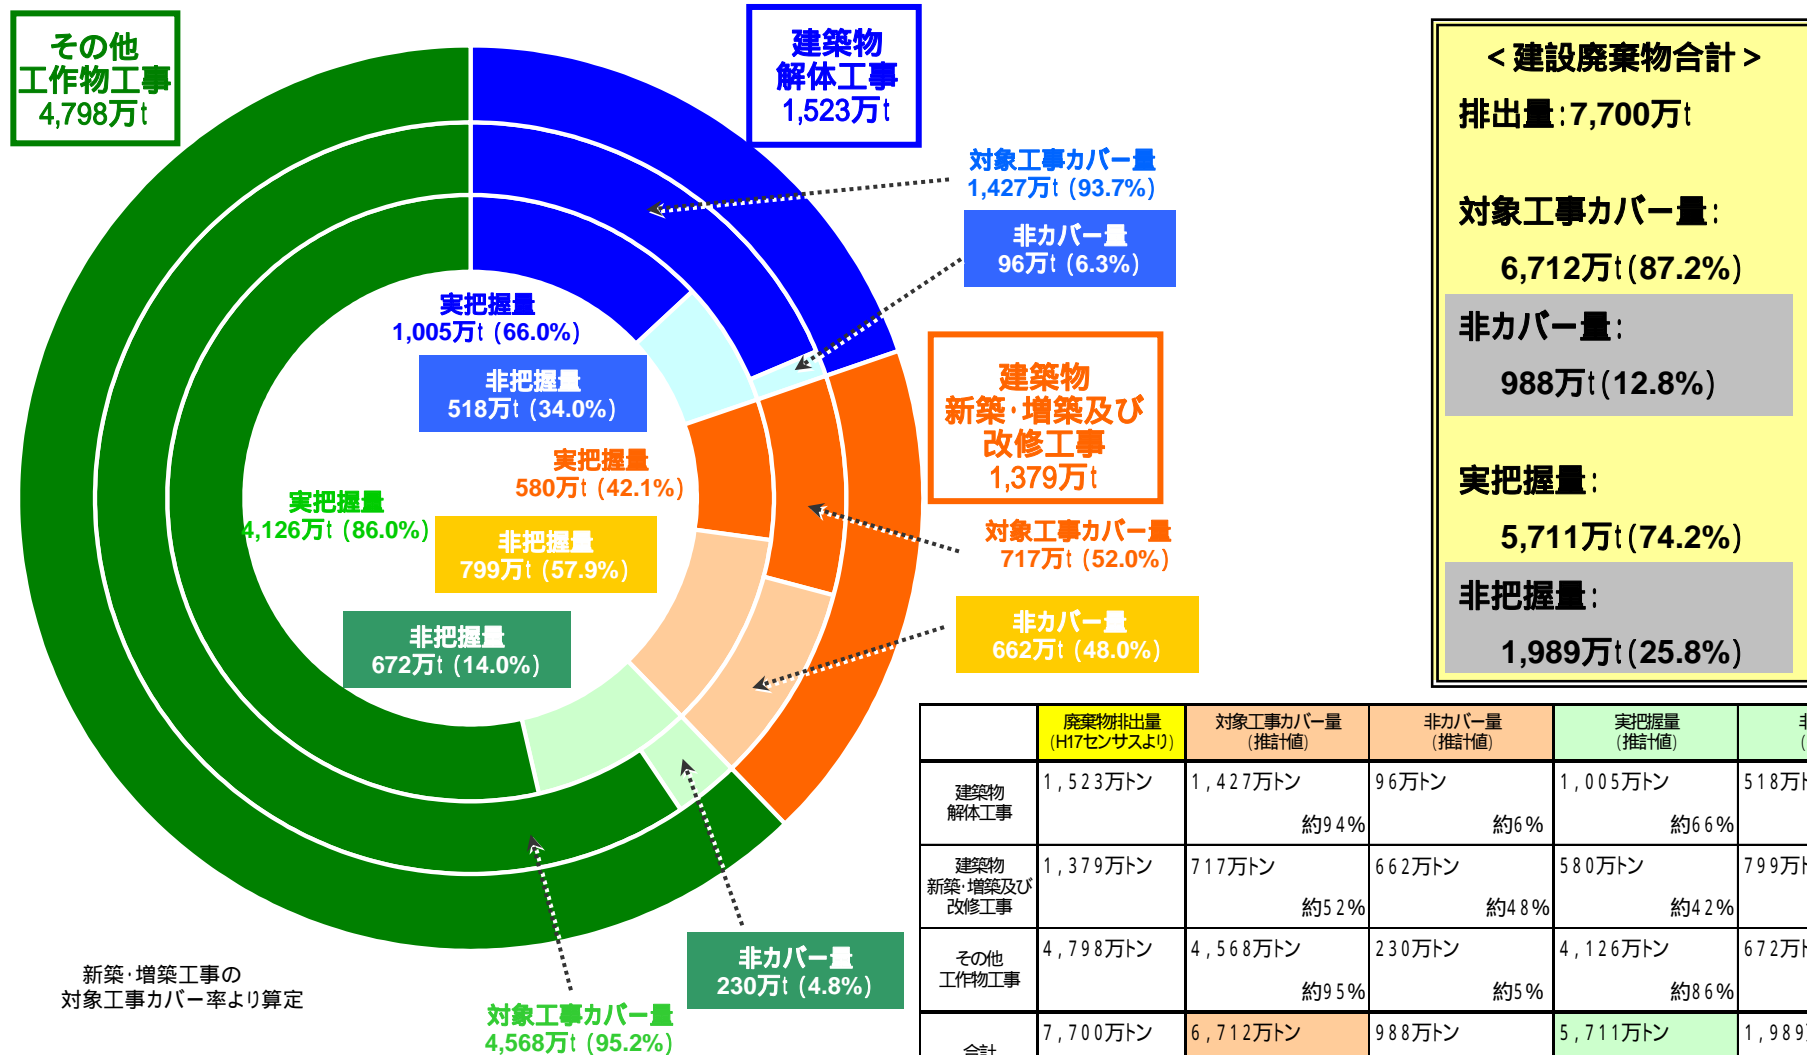 その他
工作物工事
4,798万t
建築物
解体工事
1,523万t
対象工事カバー量
1,427万t (93.7%)
非カバー量
96万t (6.3%)
実把握量
1,005万t (66.0%)
非把握量
518万t (34.0%)
建築物
新築・増築及び
改修工事
1,379万t
実把握量
580万t (42.1%)
実把握量
4,126万t (86.0%)
非把握量
799万t (57.9%)
対象工事カバー量
717万t (52.0%)
非把握量
672万t (14.0%)
非カバー量
662万t (48.0%)
非カバー量
230万t (4.8%)
対象工事カバー量
4,568万t (95.2%)
新築・増築工事の
対象工事カバー率より算定
<建設廃棄物合計>
排出量:7,700万t
対象工事カバー量:
6,712万t(87.2%)
非カバー量:
988万t(12.8%)
実把握量:
5,711万t(74.2%)
非把握量:
1,989万t(25.8%)
廃棄物排出量 対象工事カバー量 非カバー量 実把握量
(H17センサスより) (推計値) (推計値) (推計値) (
建築物
解体工事
1,523万トン 1,427万トン 96万トン 1,005万トン 518万
約94% 約6% 約66%
建築物
新築・増築及び
改修工事
1,379万トン 717万トン 662万トン 580万トン 799万
約52% 約48% 約42%
その他
工作物工事
4,798万トン 4,568万トン 230万トン 4,126万トン 672万
約95% 約5% 約86%
合計
7,700万トン 6,712万トン 988万トン 5,711万トン 1,989